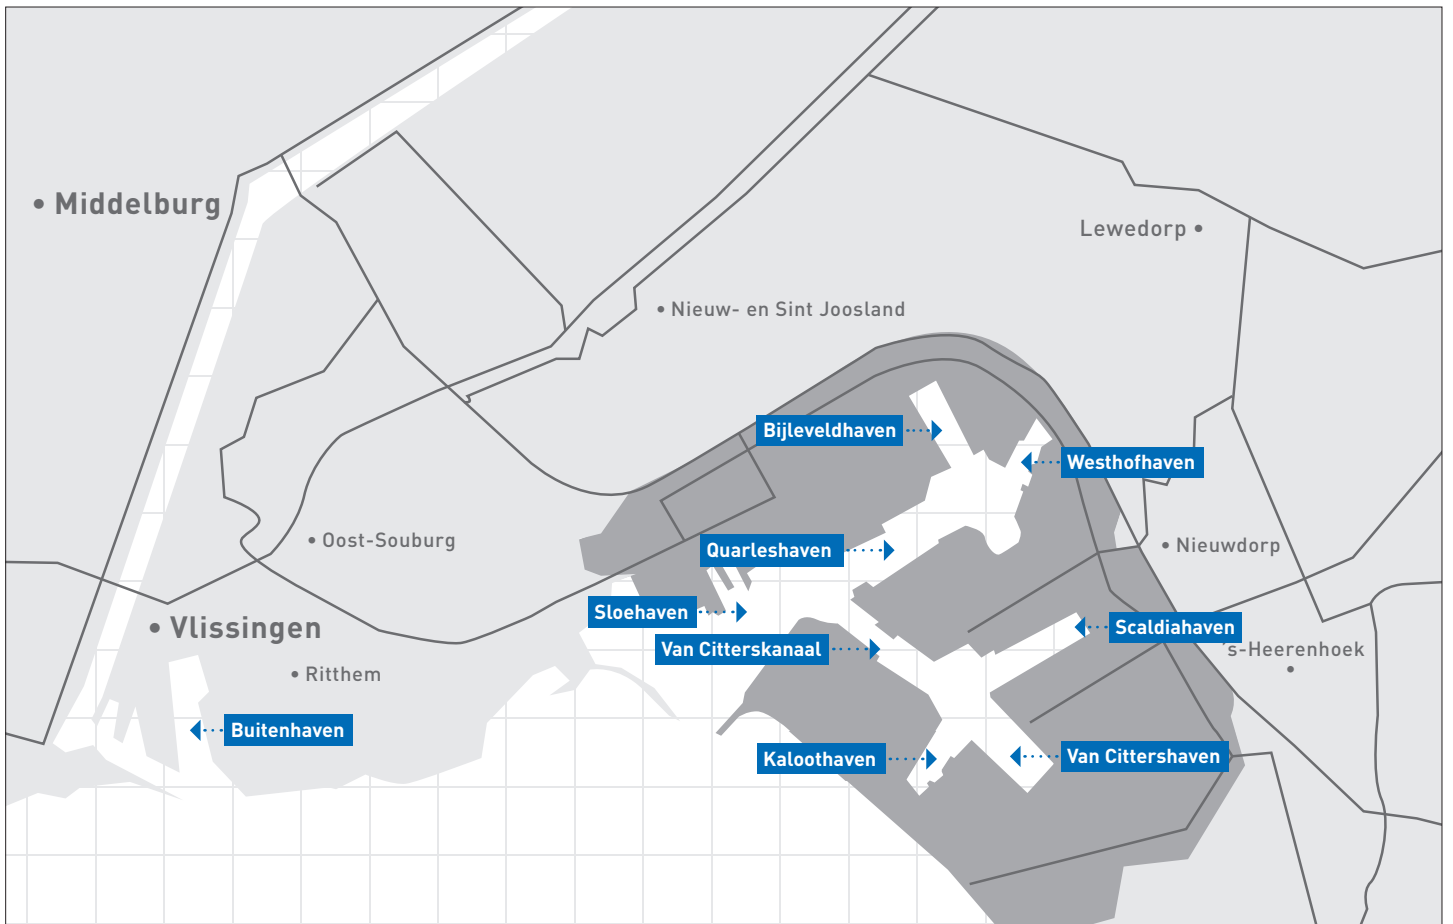 Middelburg
Lewedorp
Nieuw- en Sint Joosland
Bijleveldhaven
Westhofhaven
Oost-Souburg
Quarleshaven
Nieuwdorp
Sloehaven
Vlissingen
Scaldiahaven
Van Citterskanaal
's-Heerenhoek
Ritthem
Buitenhaven
Kaloothaven
Van Cittershaven